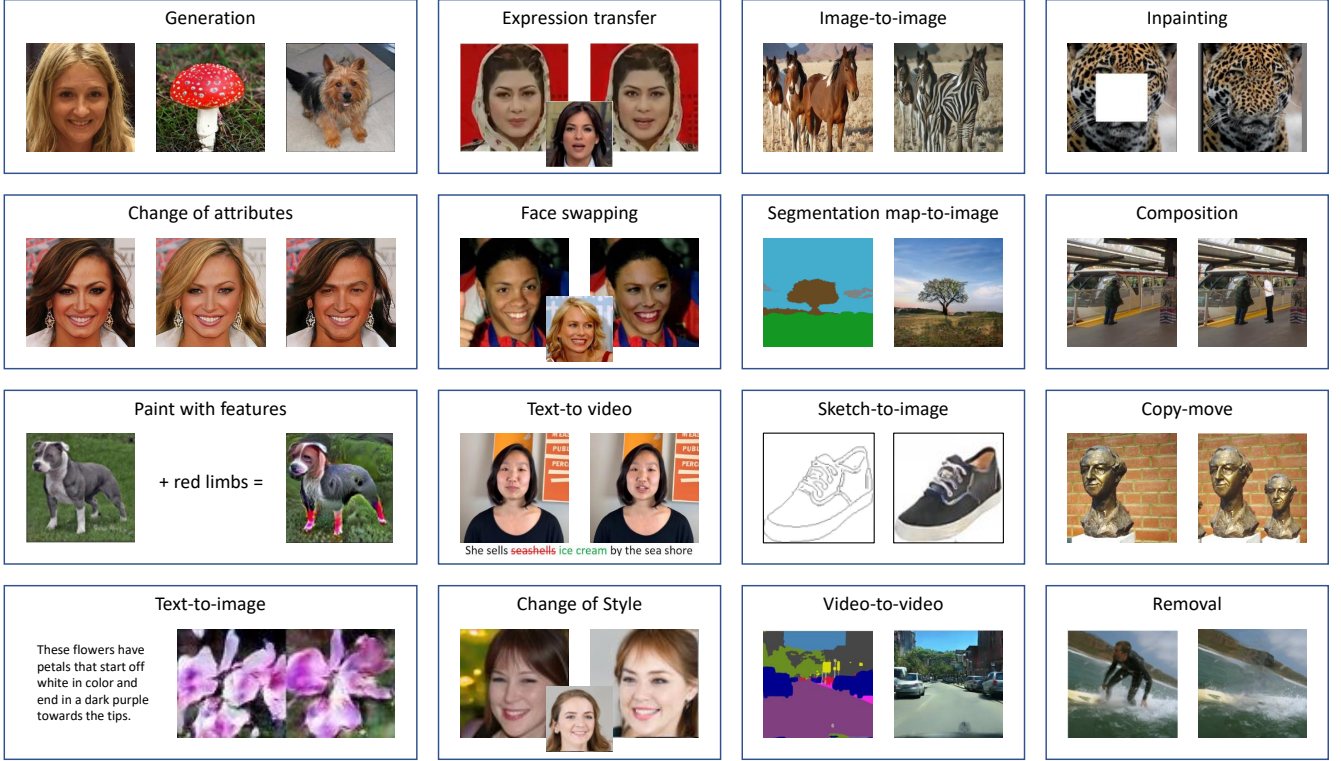 Generation
Expression transfer
Image-to-image
Inpainting
Change of attributes
Face swapping
Segmentation map-to-image
Composition
Paint with features
+ red limbs =
Text-to video
She sells seashells ice cream by the sea shore
Sketch-to-image
Copy-move
Text-to-image
These flowers have
petals that start off
white in color and
end in a dark purple
towards the tips.
Change of Style
Video-to-video
Removal